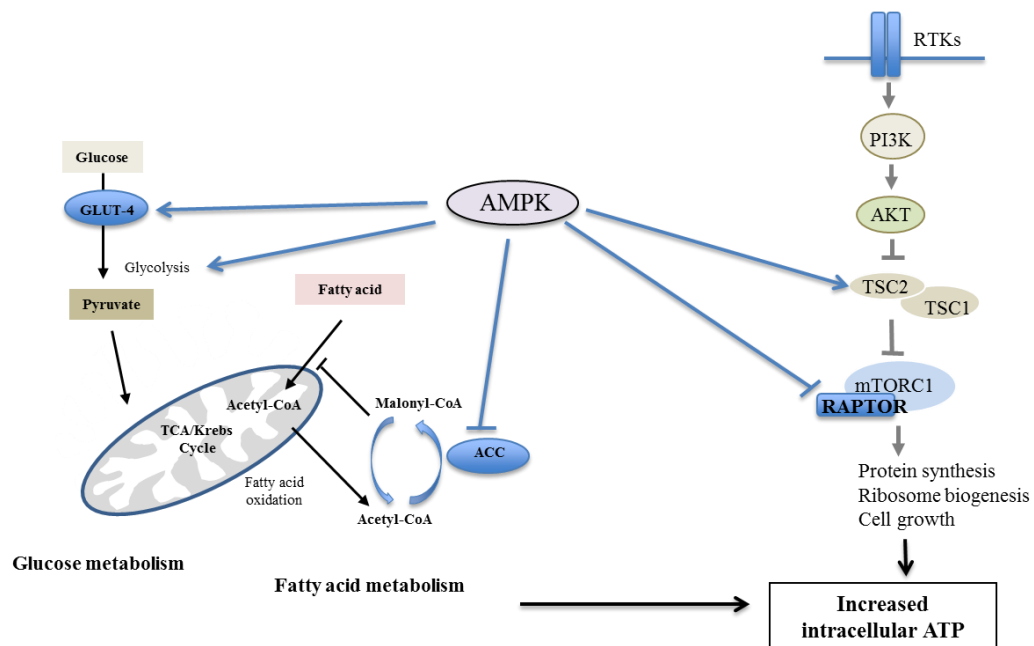 RTKs
PI3K
Glucose
AMPK
GLUT-4
AKT
Glycolysis
TSC2
TSC1
Fatty acid
Pyruvate
mTORC1
RAPTOR
Acetyl-CoA
Malonyl-CoA
TCA/Krebs
Cycle
ACC
Fatty acid
oxidation
Acetyl-CoA
Protein synthesis
Ribosome biogenesis
Cell growth
Glucose metabolism
Fatty acid metabolism
Increased
intracellular ATP